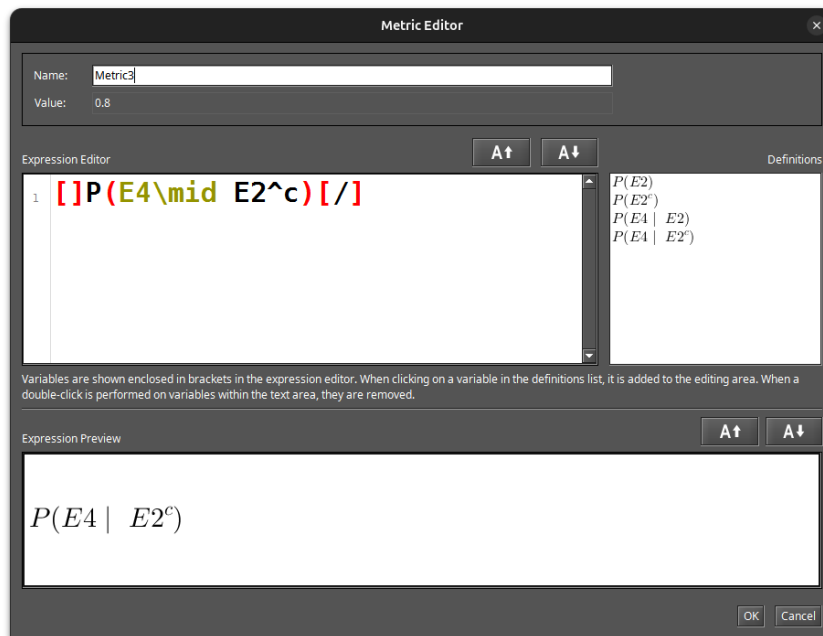 Metric Editor
Name: Metric3
Value: 0.8
Expression Editor
A A
Definitions
1 []P(E4\mid E2^c)[/]
P(E2)
P(E2ᶜ)
P(E4 | E2)
P(E4 | E2ᶜ)
Variables are shown enclosed in brackets in the expression editor. When clicking on a variable in the definitions list, it is added to the editing area. When a
double-click is performed on variables within the text area, they are removed.
Expression Preview
A A
P(E4 | E2ᶜ)
OK Cancel